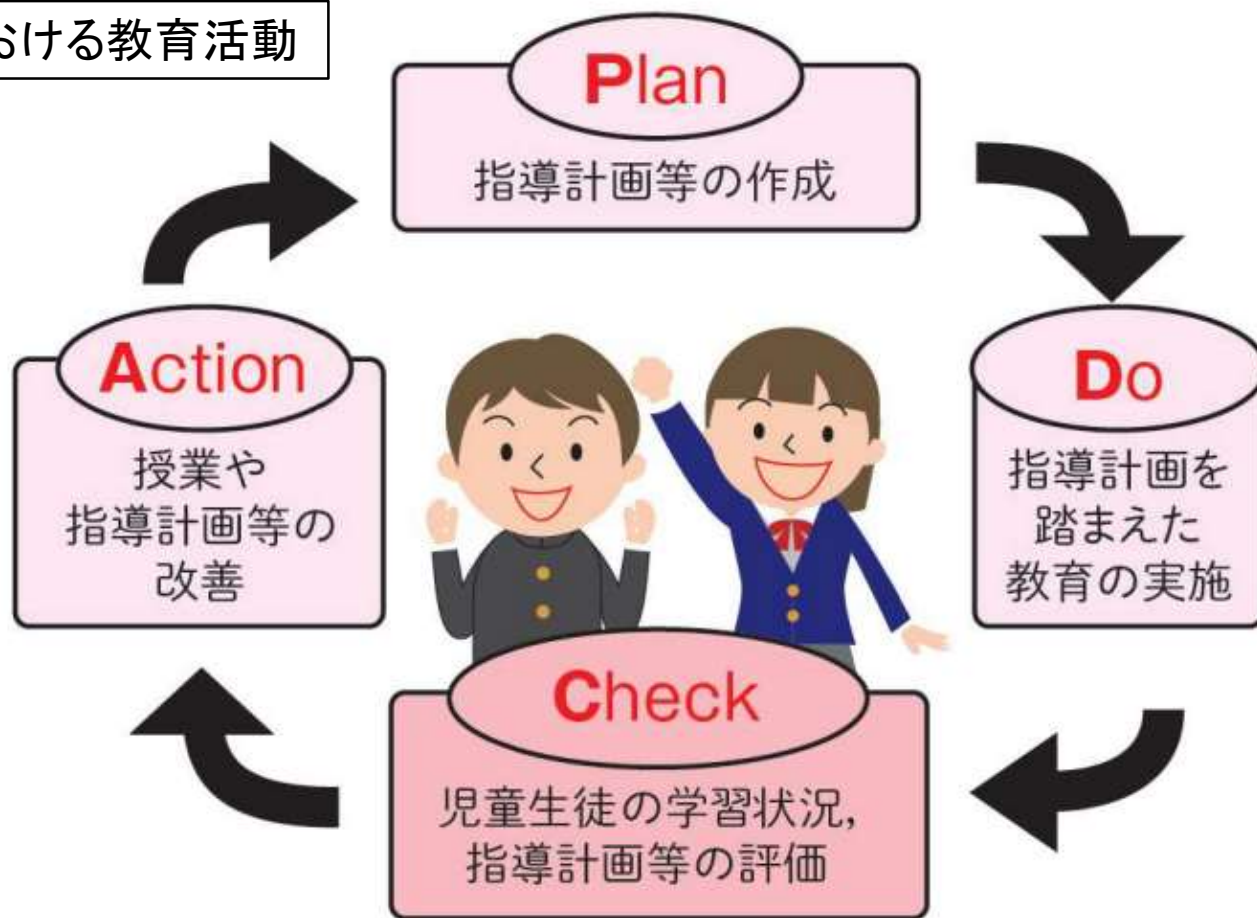 おける教育活動
Plan
指導計画等の作成
Action
授業や
指導計画等の
改善
Do
指導計画を
踏まえた
教育の実施
Check
児童生徒の学習状況,
指導計画等の評価